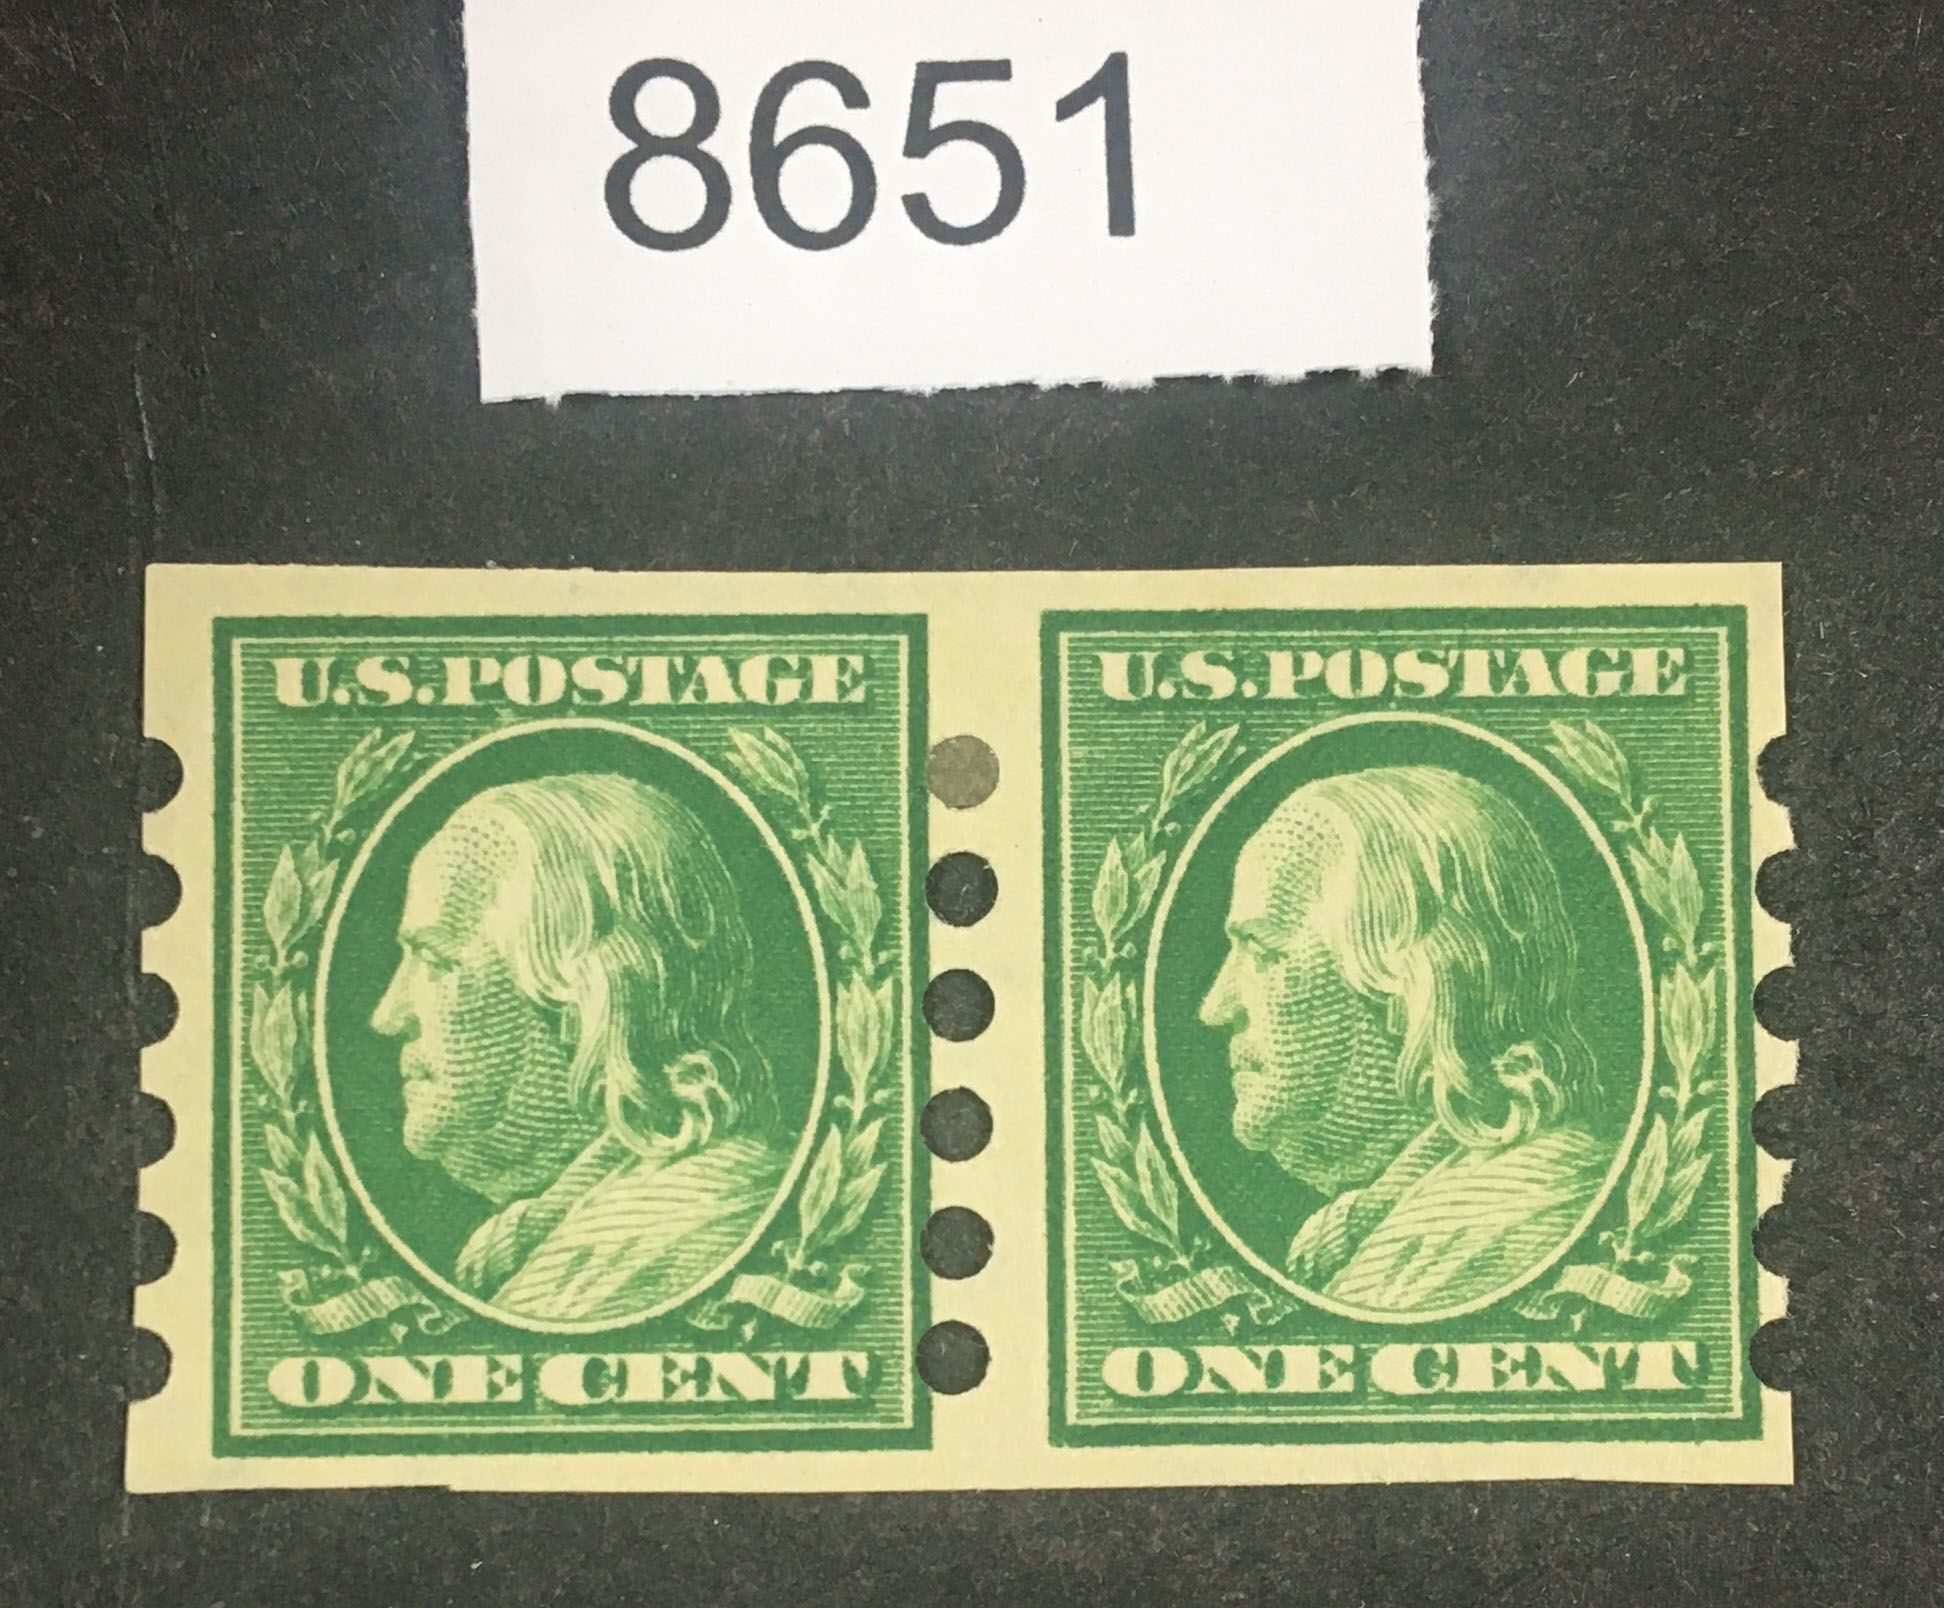 8651
U.S. POSTAGE
ONE CENT
U.S. POSTAGE
ONE CENT